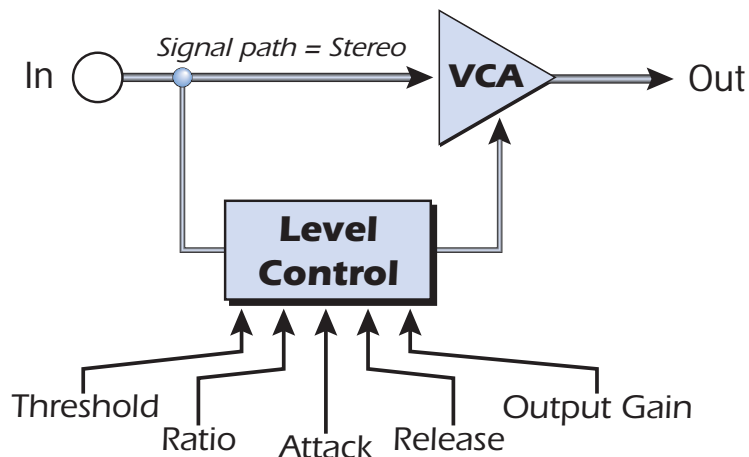 Signal path = Stereo
In
VCA
Out
Level
Control
Threshold
Ratio
Attack
Release
Output Gain